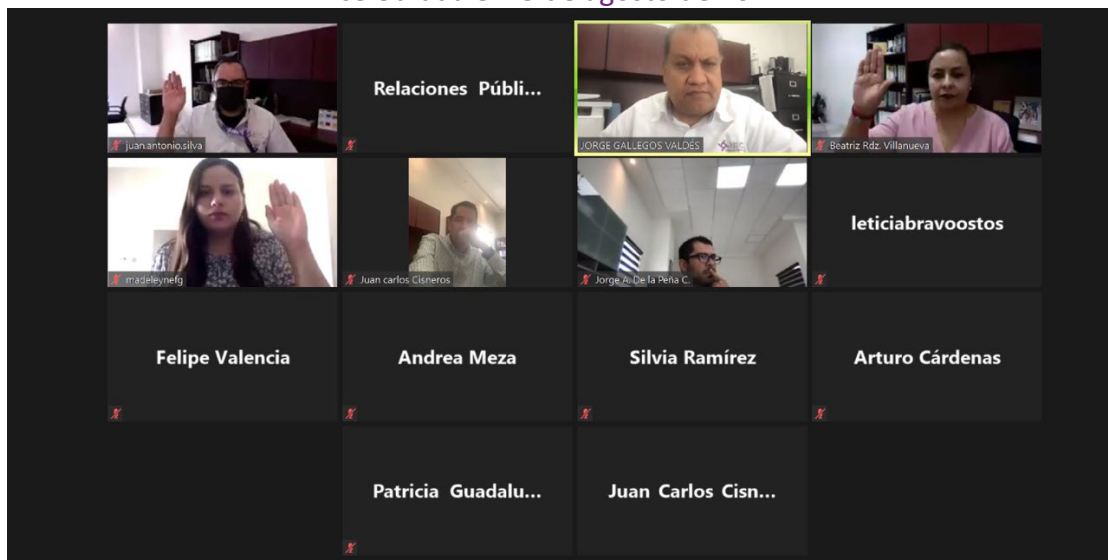 Relaciones Públi...
juan.antonio.silva
JORGE GALLEGOS VALDÉS
Beatriz Rdz. Villanueva
leticiabravoostos
madeleynefg
Juan carlos Cisneros
Jorge A. De la Peña C.
Felipe Valencia
Andrea Meza
Silvia Ramírez
Arturo Cárdenas
Patricia Guadalu...
Juan Carlos Cisn...